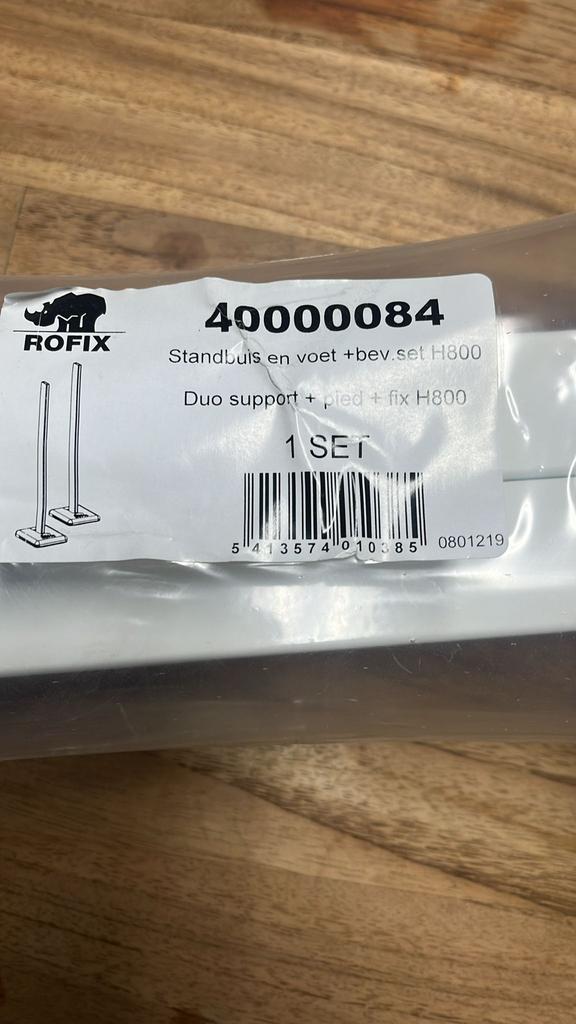 40000084
ROFIX
Standbuis en voet +bev.set H800
Duo support + pied + fix H800
1 SET
5 413574 010385
0801219